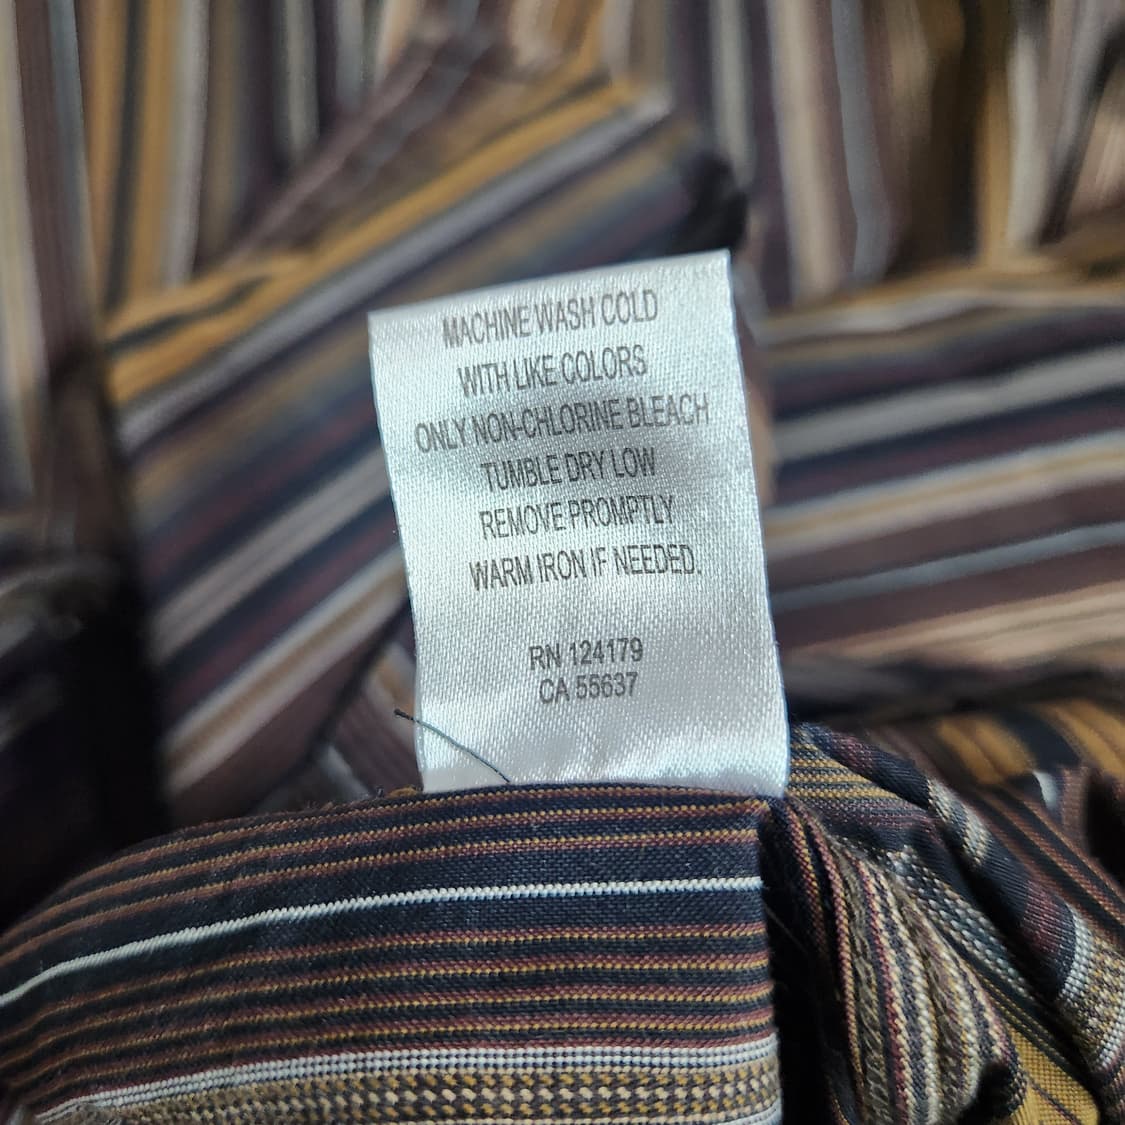 MACHINE WASH COLD
WITH LIKE COLORS
ONLY NON-CHLORINE BLEACH
TUMBLE DRY LOW
REMOVE PROMPTLY
WARM IRON IF NEEDED.
RN 124179
CA 55637